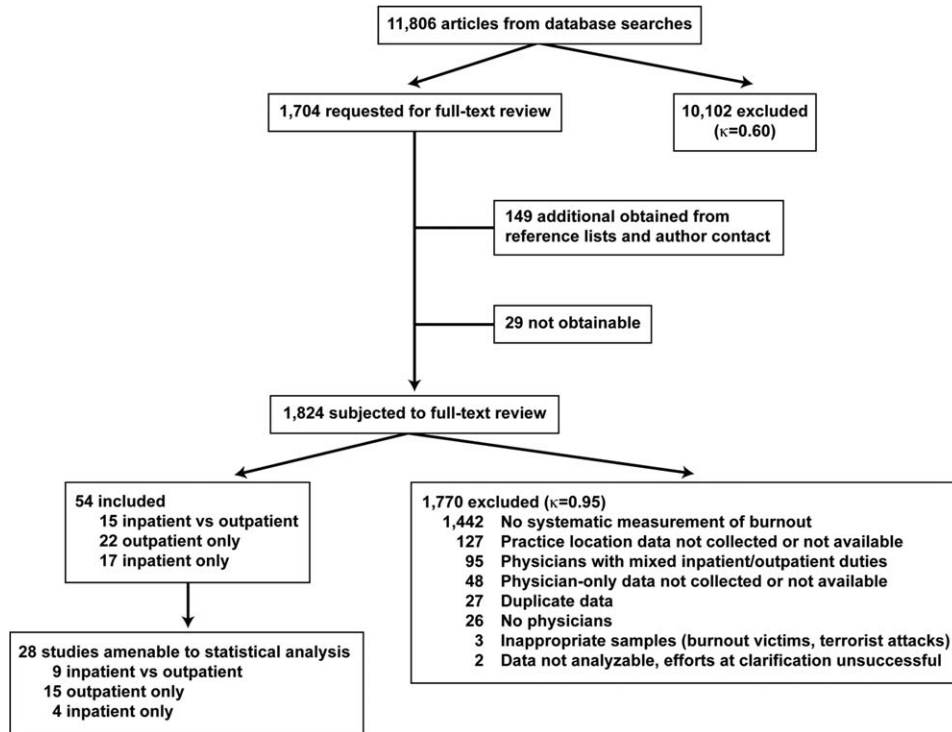 11,806 articles from database searches
1,704 requested for full-text review
10,102 excluded
(κ=0.60)
149 additional obtained from
reference lists and author contact
29 not obtainable
1,824 subjected to full-text review
54 included
15 inpatient vs outpatient
22 outpatient only
17 inpatient only
1,770 excluded (κ=0.95)
1,442 No systematic measurement of burnout
127 Practice location data not collected or not available
95 Physicians with mixed inpatient/outpatient duties
48 Physician-only data not collected or not available
27 Duplicate data
26 No physicians
3 Inappropriate samples (burnout victims, terrorist attacks)
2 Data not analyzable, efforts at clarification unsuccessful
28 studies amenable to statistical analysis
9 inpatient vs outpatient
15 outpatient only
4 inpatient only